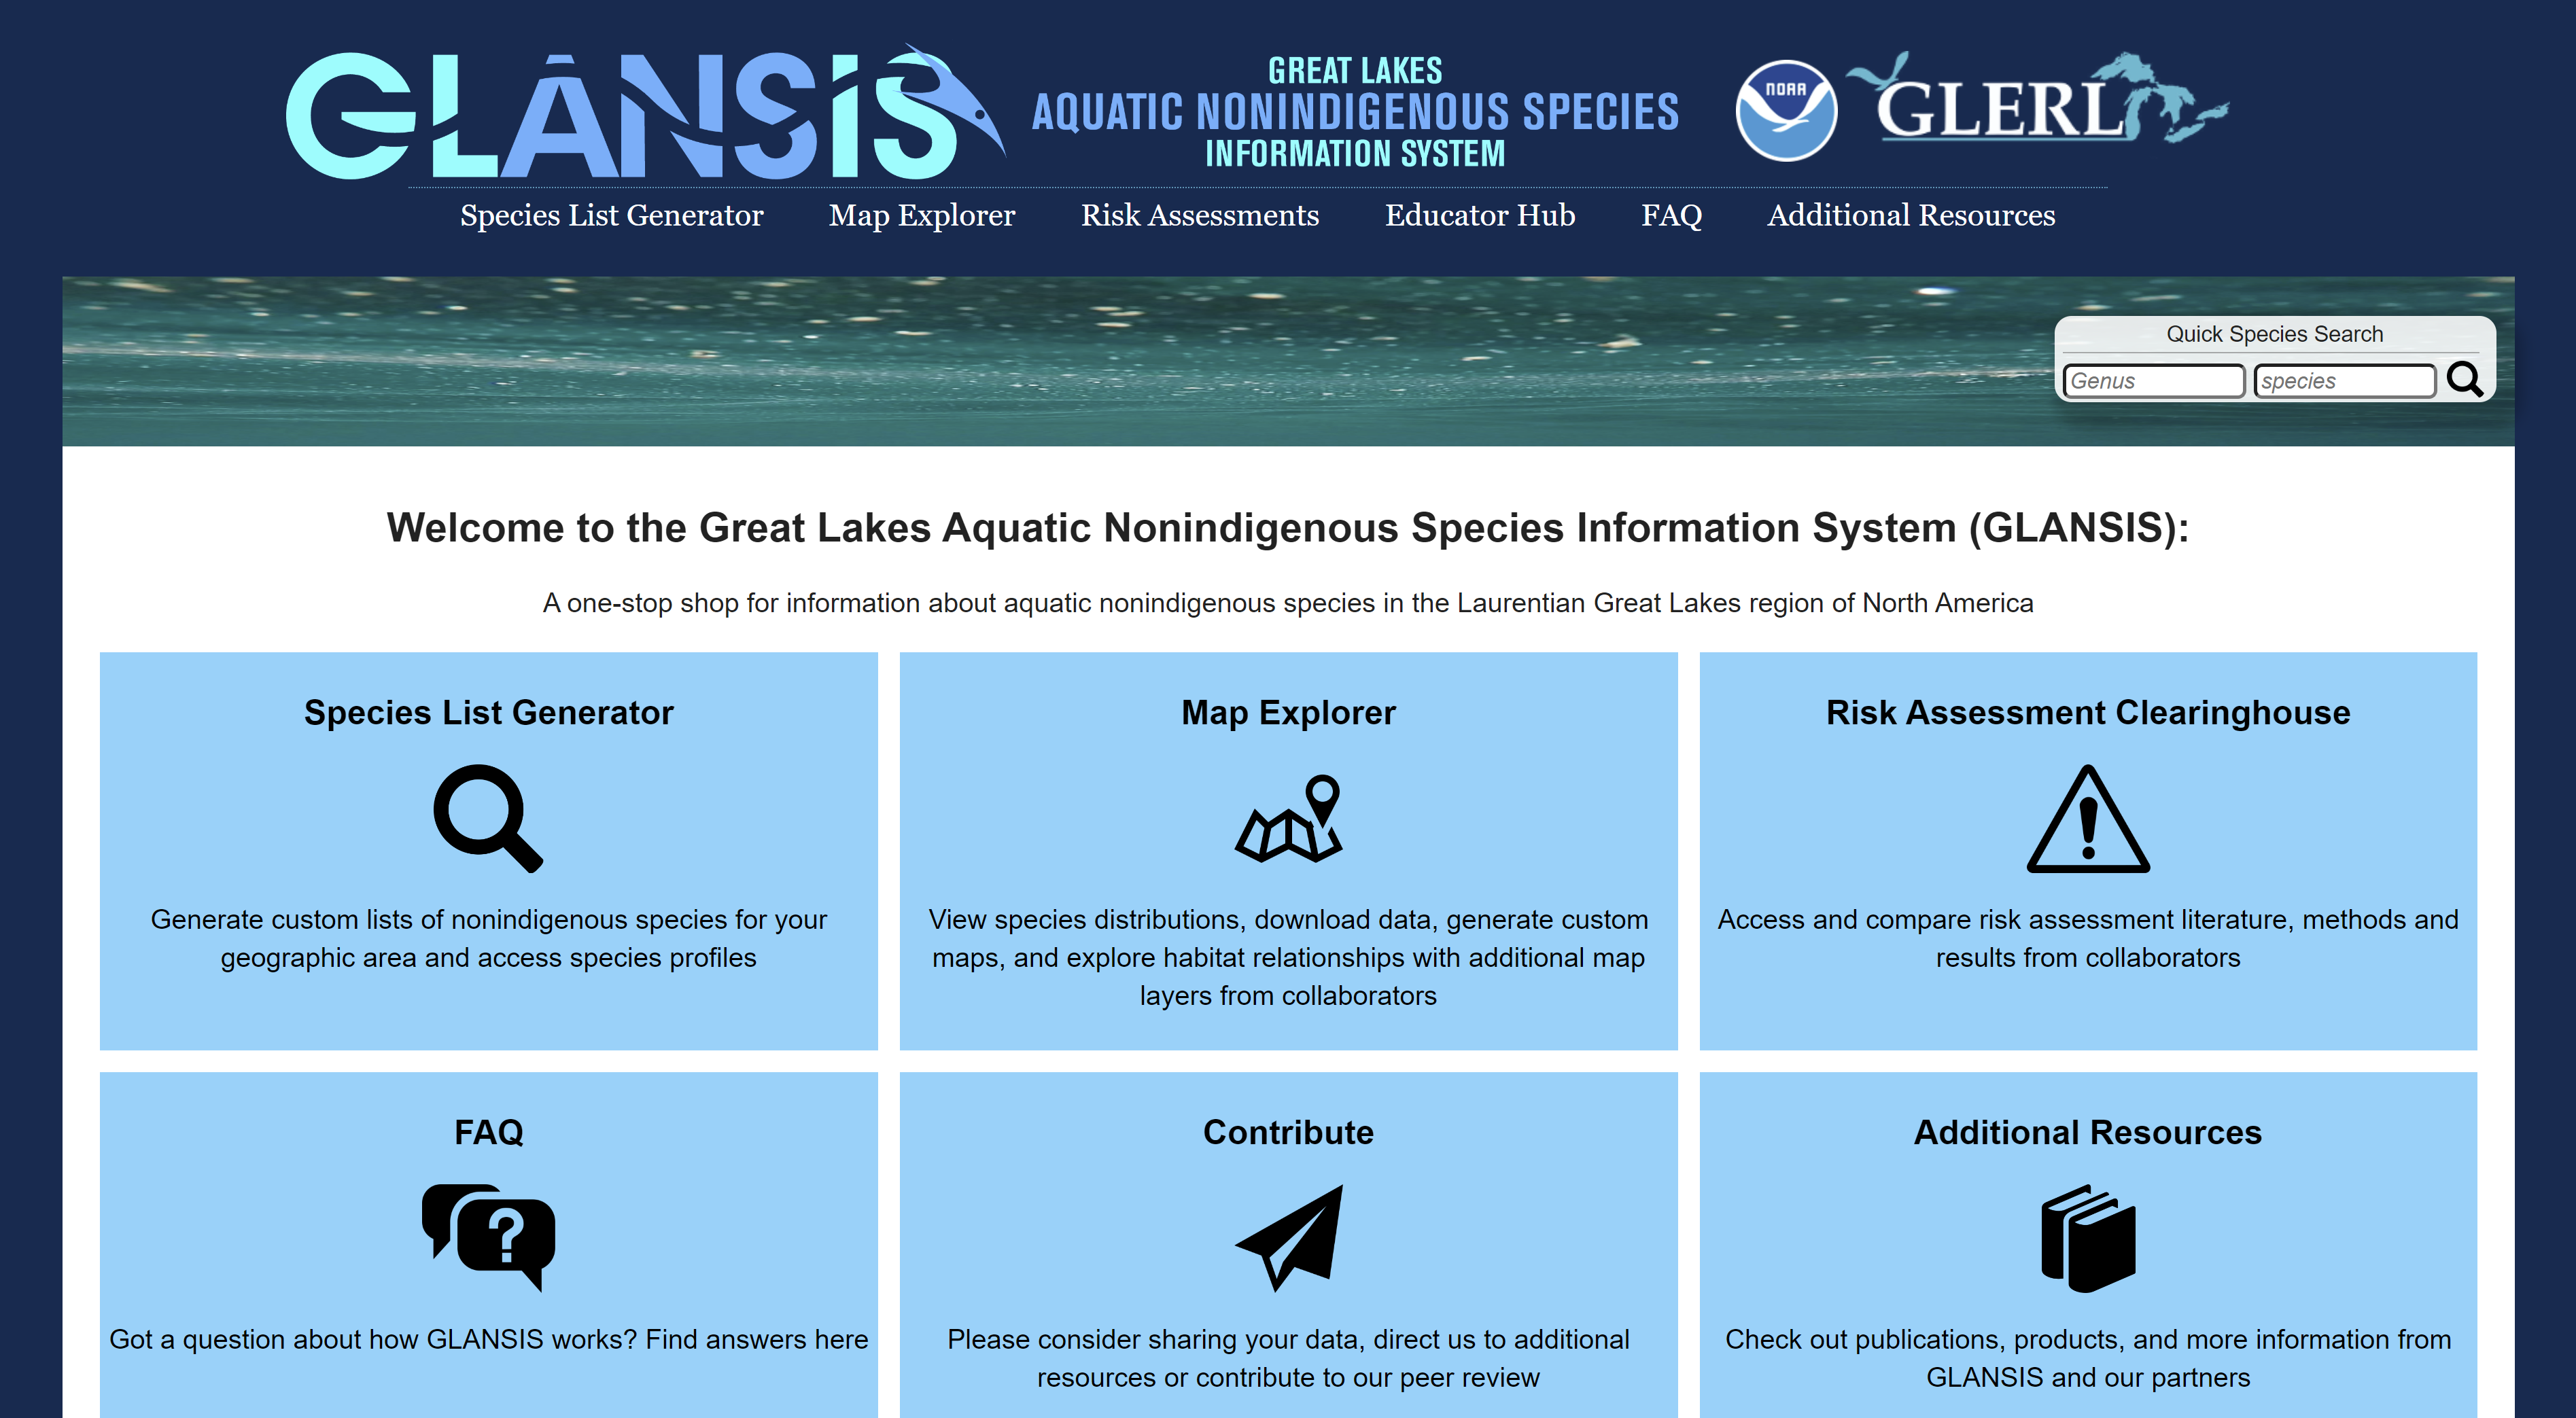 GLANSIS
GREAT LAKES
AQUATIC NONINDIGENOUS SPECIES
INFORMATION SYSTEM
NOAA
GLERL
Species List Generator
Map Explorer
Risk Assessments
Educator Hub
FAQ
Additional Resources
Quick Species Search
Genus
species
Welcome to the Great Lakes Aquatic Nonindigenous Species Information System (GLANSIS):
A one-stop shop for information about aquatic nonindigenous species in the Laurentian Great Lakes region of North America
Species List Generator
Generate custom lists of nonindigenous species for your
geographic area and access species profiles
Map Explorer
View species distributions, download data, generate custom
maps, and explore habitat relationships with additional map
layers from collaborators
Risk Assessment Clearinghouse
Access and compare risk assessment literature, methods and
results from collaborators
FAQ
?
Got a question about how GLANSIS works? Find answers here
Contribute
Please consider sharing your data, direct us to additional
resources or contribute to our peer review
Additional Resources
Check out publications, products, and more information from
GLANSIS and our partners